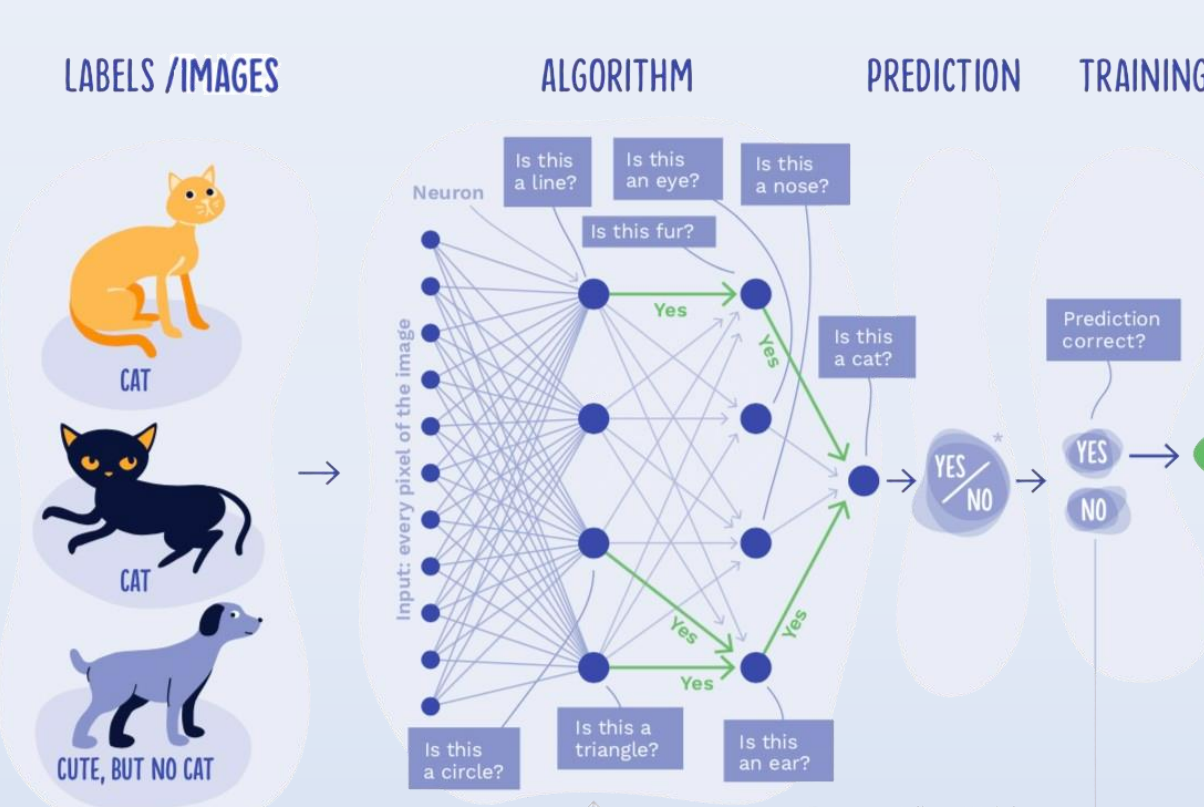 LABELS /IMAGES
ALGORITHM
PREDICTION
TRAINING
CAT
CAT
CUTE, BUT NO CAT
Neuron
Input: every pixel of the image
Is this
a line?
Is this
an eye?
Is this
a nose?
Is this fur?
Yes
Yes
Is this
a cat?
Yes
Yes
Yes
Is this
a circle?
Is this a
triangle?
Is this
an ear?
YES
/
NO
*
Prediction
correct?
YES
NO